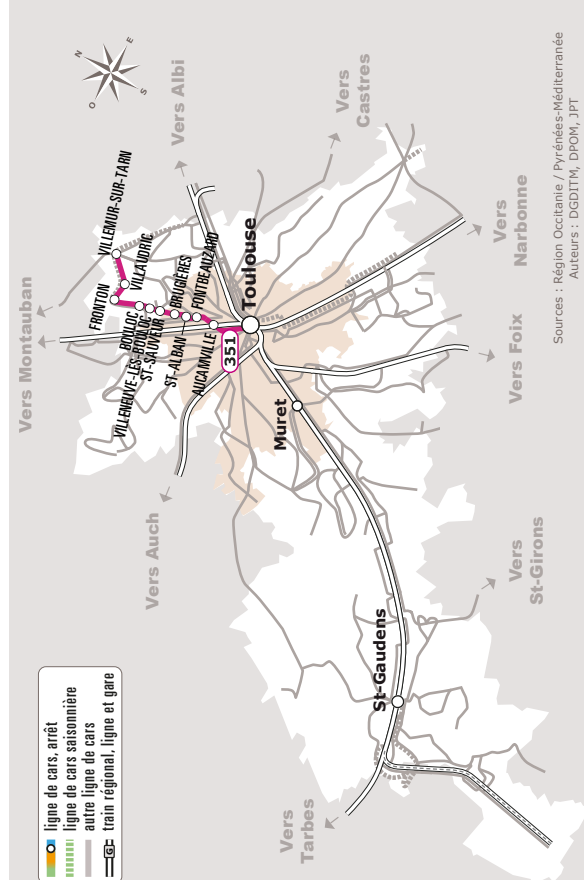 ligne de cars, arrêt
ligne de cars saisonnière
autre ligne de cars
G
train régional, ligne et gare
N
E
S
O
Vers Montauban
Vers Albi
Vers
Castres
Vers
Narbonne
Vers Foix
Vers
St-Girons
Vers
Tarbes
Vers Auch
VILLEMUR-SUR-TARN
VILLAUDRIC
FRONTON
BOULOC
VILLENEUVE-LÈS-BOULOC
ST-SAUVEUR
BRUGIÈRES
ST-ALBAN
FONTBEAUZARD
AUCAMVILLE
351
Toulouse
Muret
St-Gaudens
Sources : Région Occitanie / Pyrénées-Méditerranée
Auteurs : DGDITM, DPOM, JPT